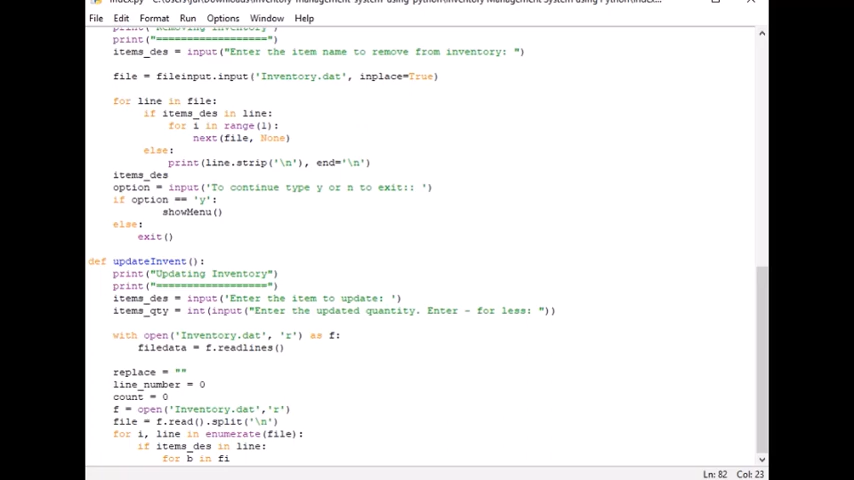 index.py - C:\Users\
File Edit Format Run Options Window Help
print("Removing Inventory")
print("==================")
items_des = input("Enter the item name to remove from inventory: ")
file = fileinput.input('Inventory.dat', inplace=True)
for line in file:
if items_des in line:
for i in range(1):
next(file, None)
else:
print(line.strip('\n'), end='\n')
items_des
option = input('To continue type y or n to exit:: ')
if option == 'y':
showMenu()
else:
exit()
def updateInvent():
print("Updating Inventory")
print("==================")
items_des = input('Enter the item to update: ')
items_qty = int(input("Enter the updated quantity. Enter - for less: "))
with open('Inventory.dat', 'r') as f:
filedata = f.readlines()
replace = ""
line_number = 0
count = 0
f = open('Inventory.dat','r')
file = f.read().split('\n')
for i, line in enumerate(file):
if items_des in line:
for b in fi
Ln: 82 Col: 23